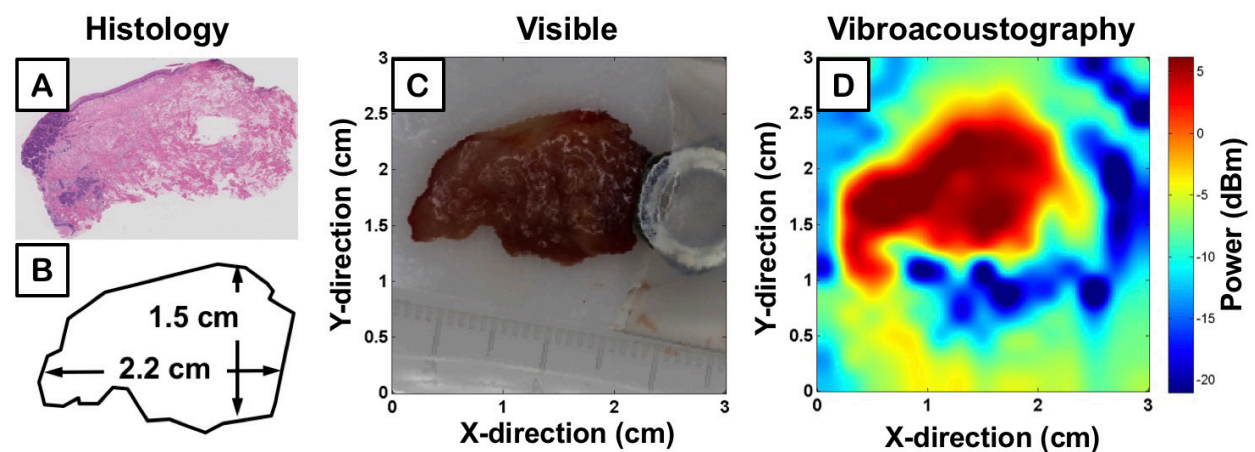 Histology
Visible
Vibroacoustography
A
B
1.5 cm
2.2 cm
C
Y-direction (cm)
3
2.5
2
1.5
1
0.5
0
0
1
2
3
X-direction (cm)
D
Y-direction (cm)
3
2.5
2
1.5
1
0.5
0
0
1
2
3
X-direction (cm)
5
0
-5
-10
-15
-20
Power (dBm)